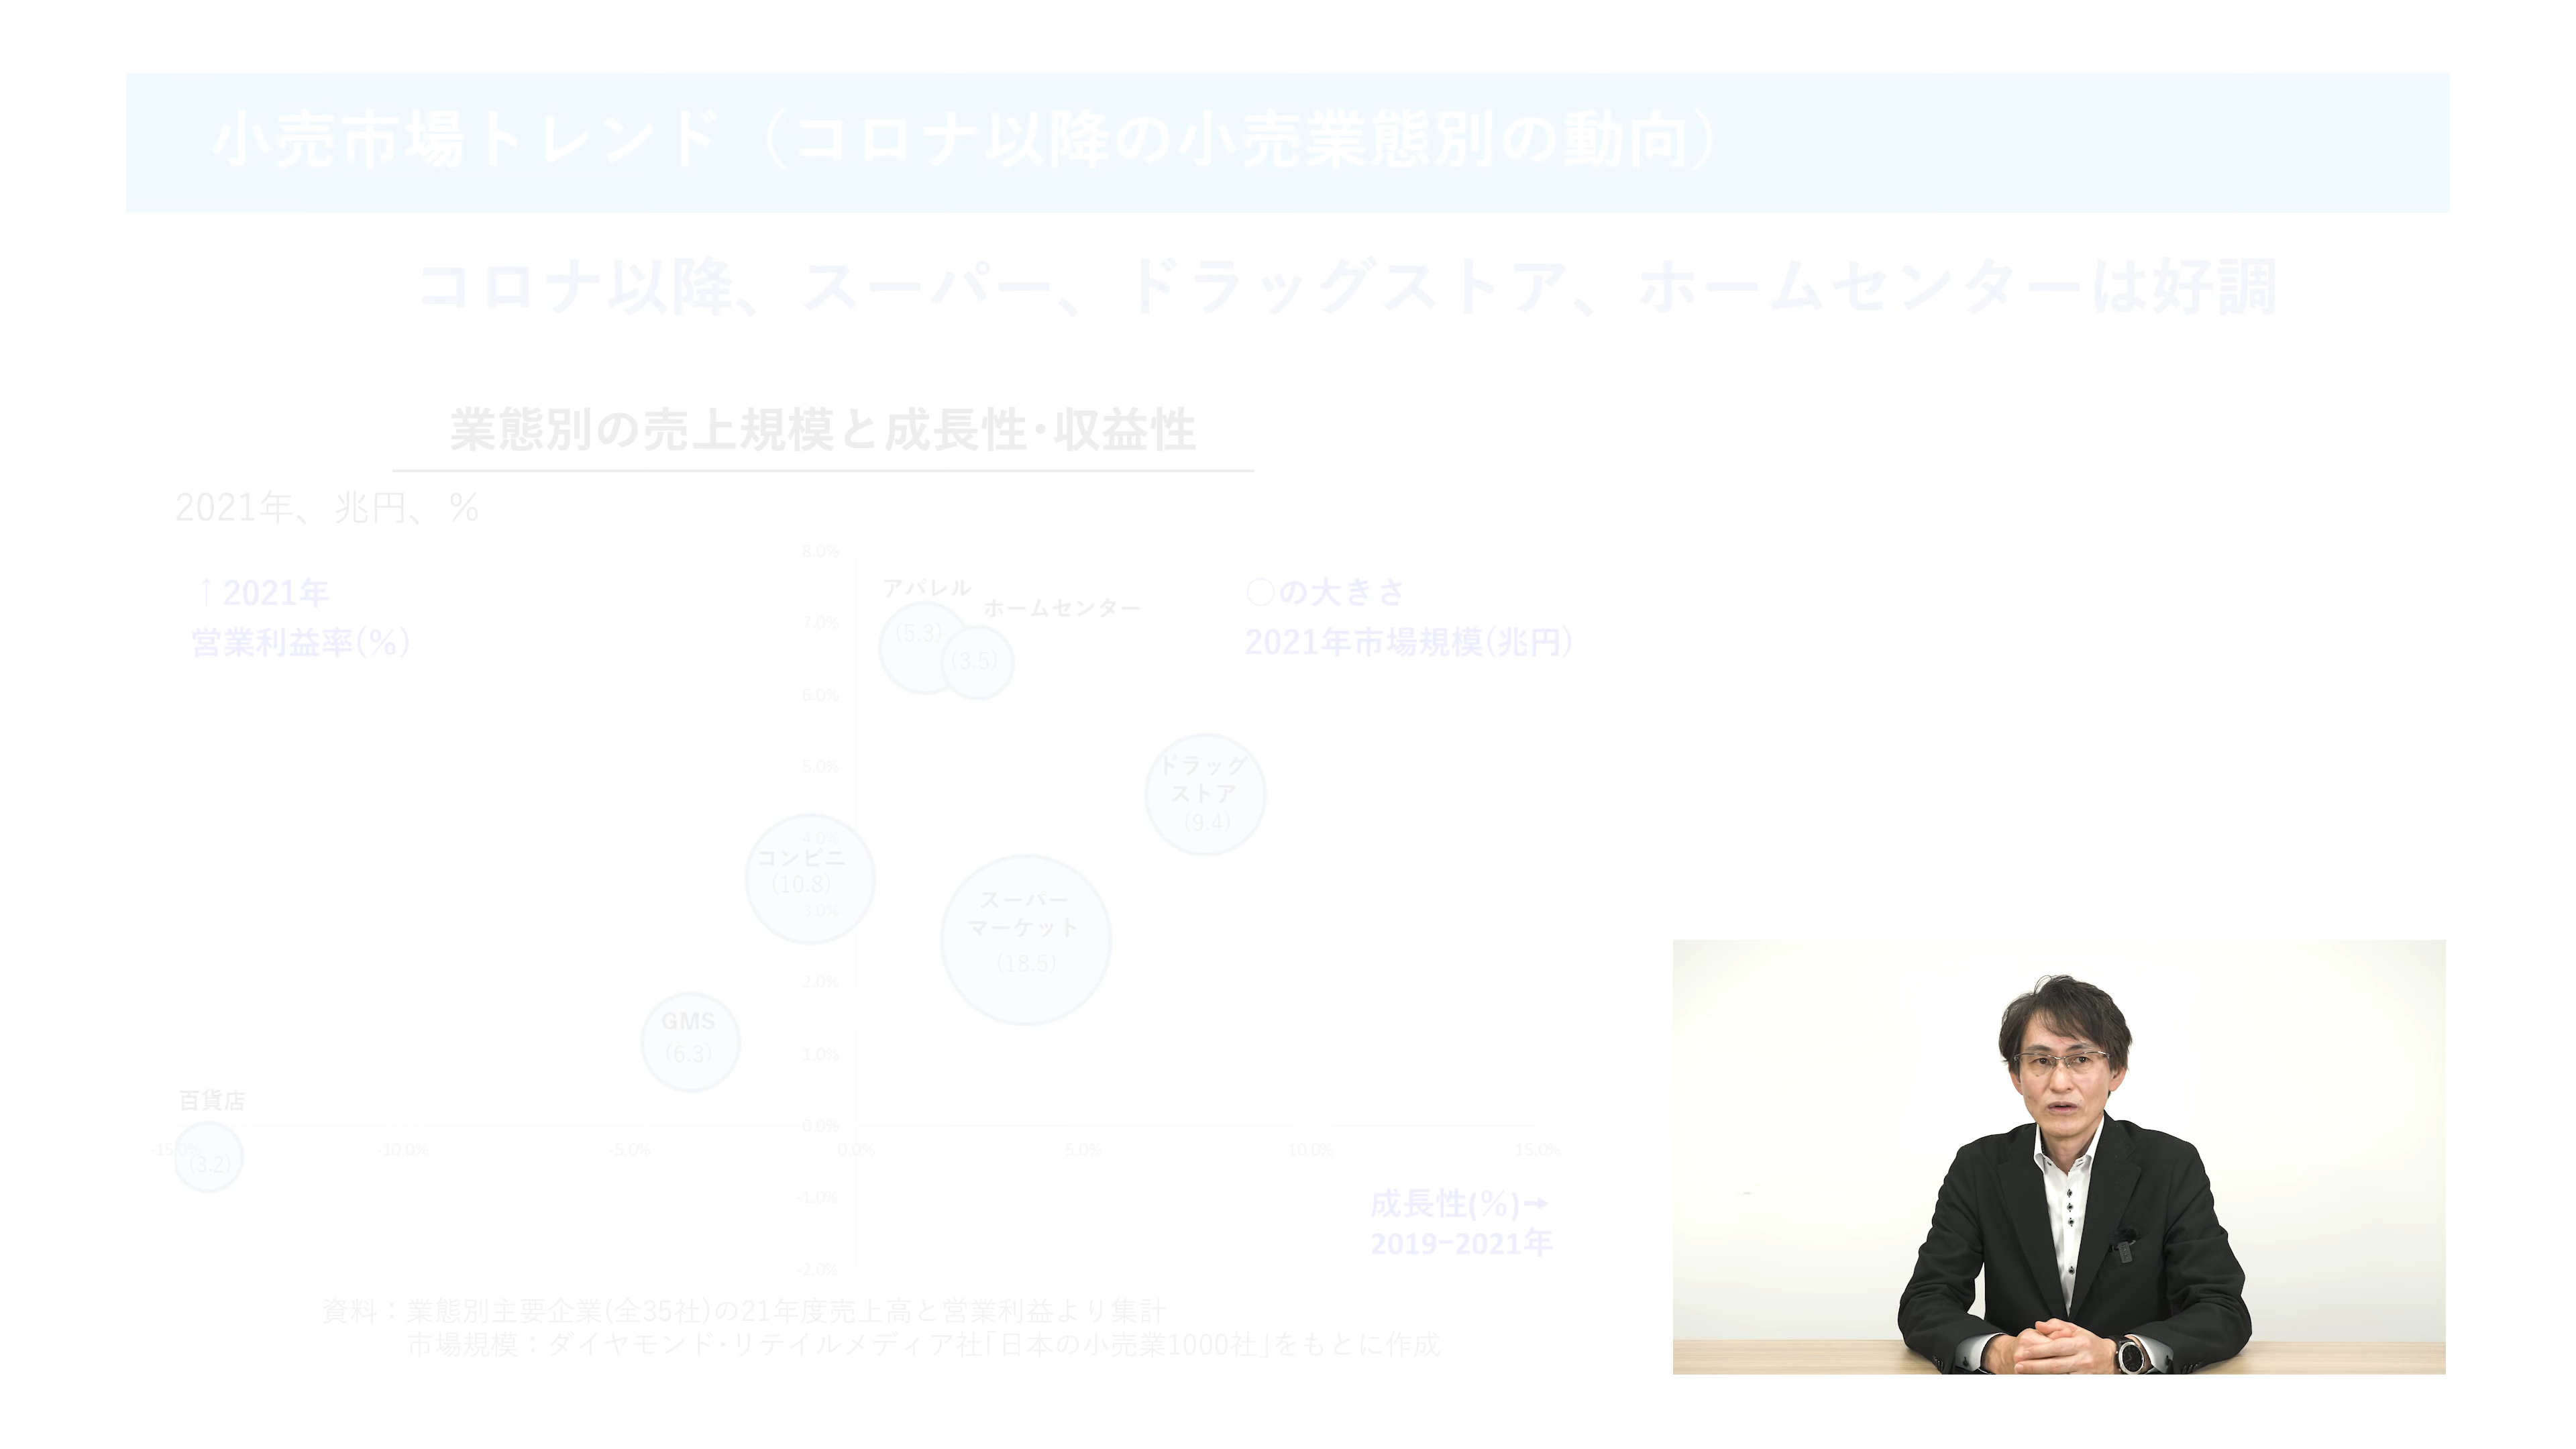 小売市場トレンド（コロナ以降の小売業態別の動向）
コロナ以降、スーパー、ドラッグストア、ホームセンターは好調
業態別の売上規模と成長性･収益性
2021年、兆円、％
↑2021年
営業利益率(％)
○の大きさ
2021年市場規模(兆円)
8.0%
7.0%
6.0%
5.0%
4.0%
3.0%
2.0%
1.0%
0.0%
-1.0%
-2.0%
アパレル
(5.3)
ホームセンター
(3.5)
ドラッグ
ストア
(9.4)
コンビニ
(10.8)
スーパー
マーケット
(18.5)
GMS
(6.3)
百貨店
(3.2)
-15.0% -10.0% -5.0% 0.0% 5.0% 10.0% 15.0%
成長性(％)➞
2019−2021年
資料：業態別主要企業(全35社)の21年度売上高と営業利益より集計
市場規模：ダイヤモンド･リテイルメディア社｢日本の小売業1000社｣をもとに作成